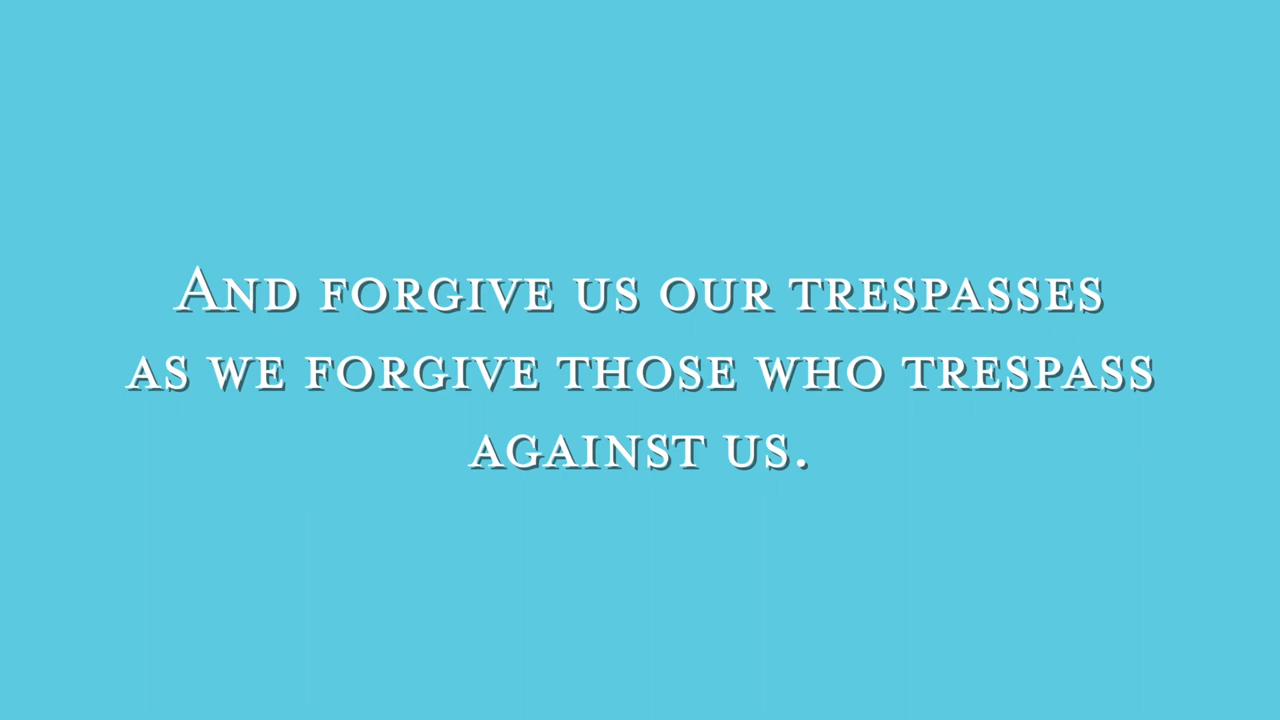 And forgive us our trespasses
as we forgive those who trespass
against us.